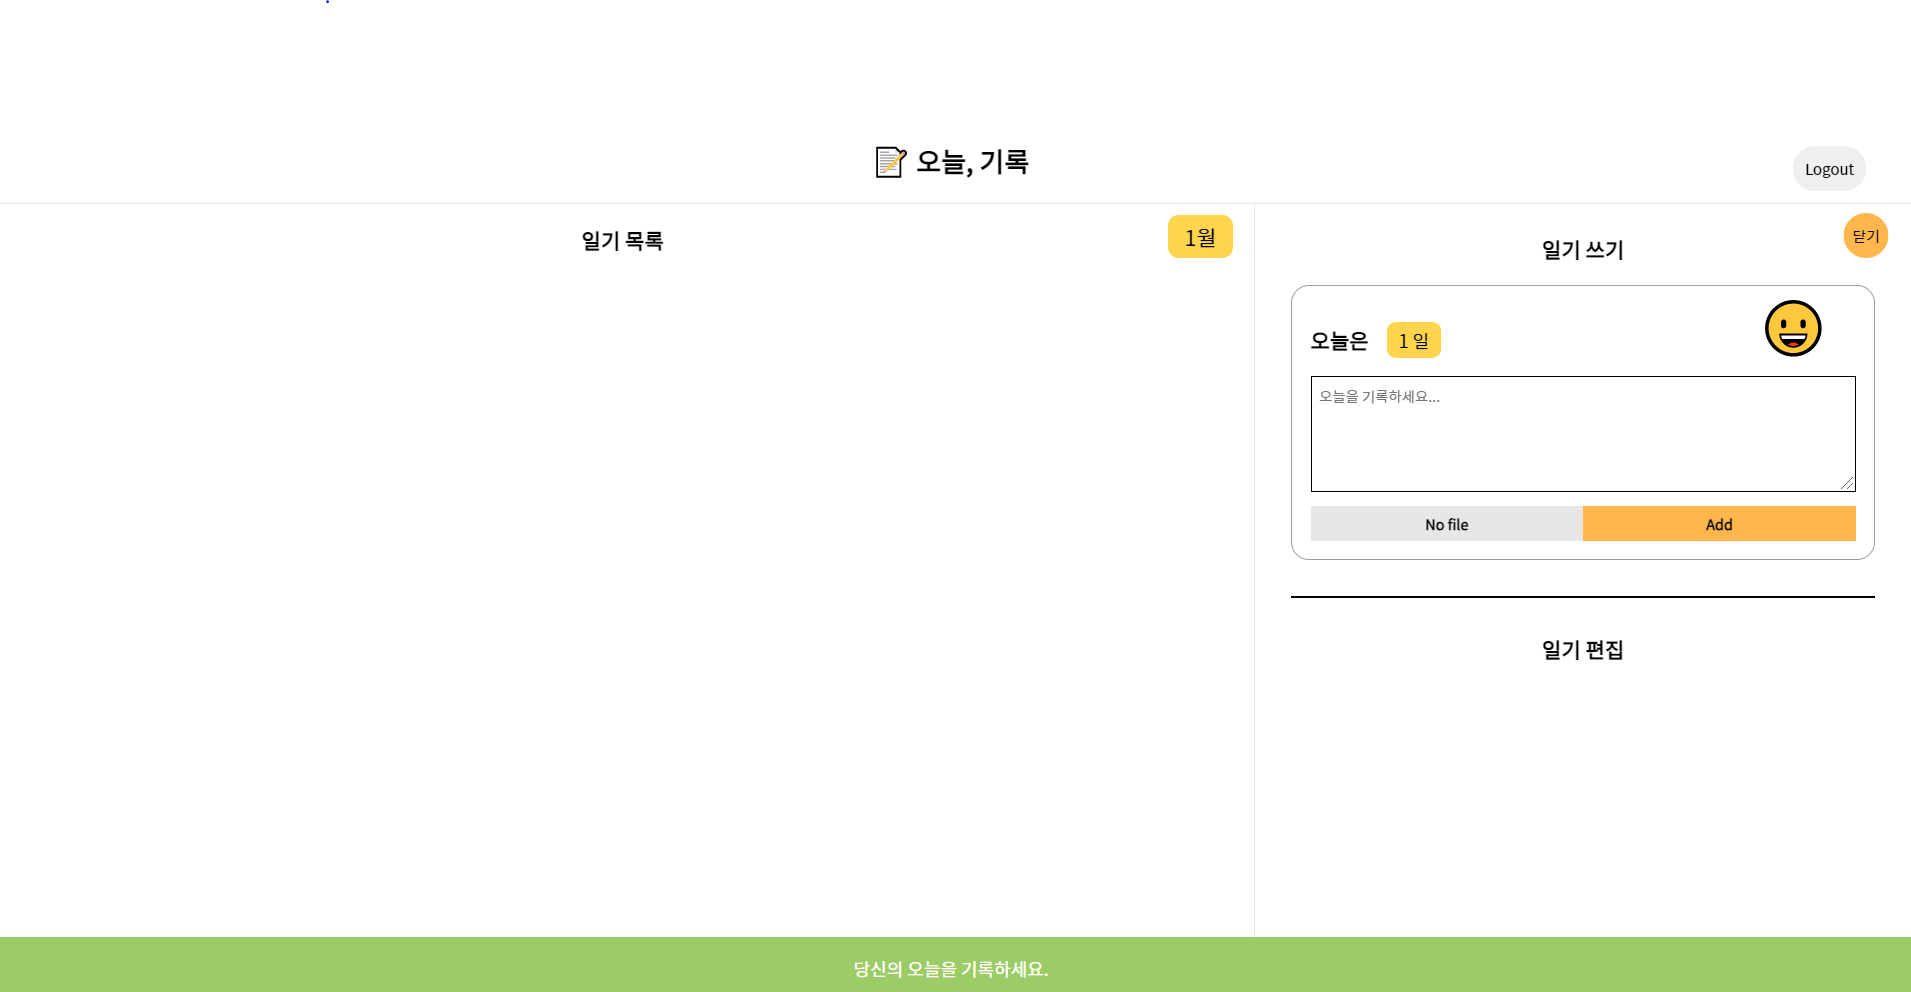 오늘, 기록
Logout
일기 목록
1월
일기 쓰기
닫기
오늘은
1 일
오늘을 기록하세요...
No file
Add
일기 편집
당신의 오늘을 기록하세요.